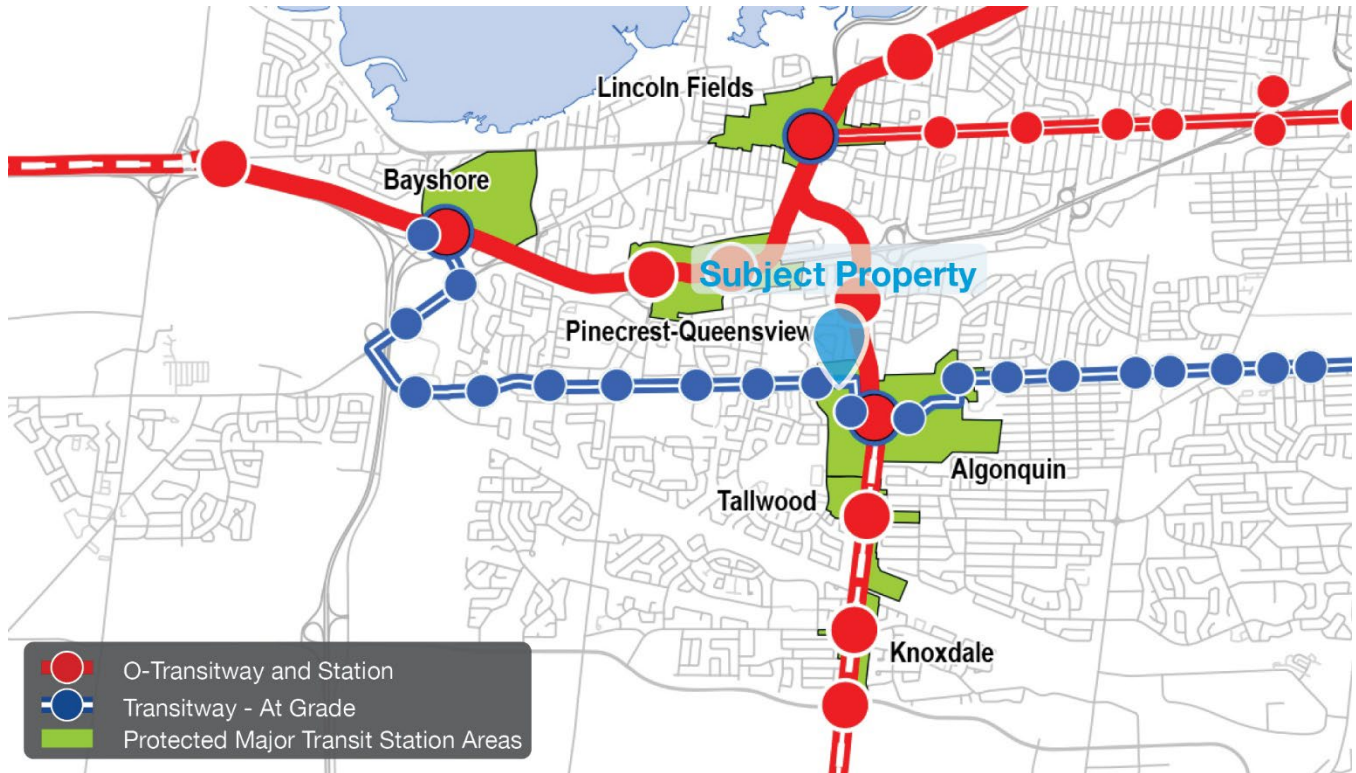 Lincoln Fields
Bayshore
Subject Property
Pinecrest-Queensview
Algonquin
Tallwood
Knoxdale
O-Transitway and Station
Transitway - At Grade
Protected Major Transit Station Areas